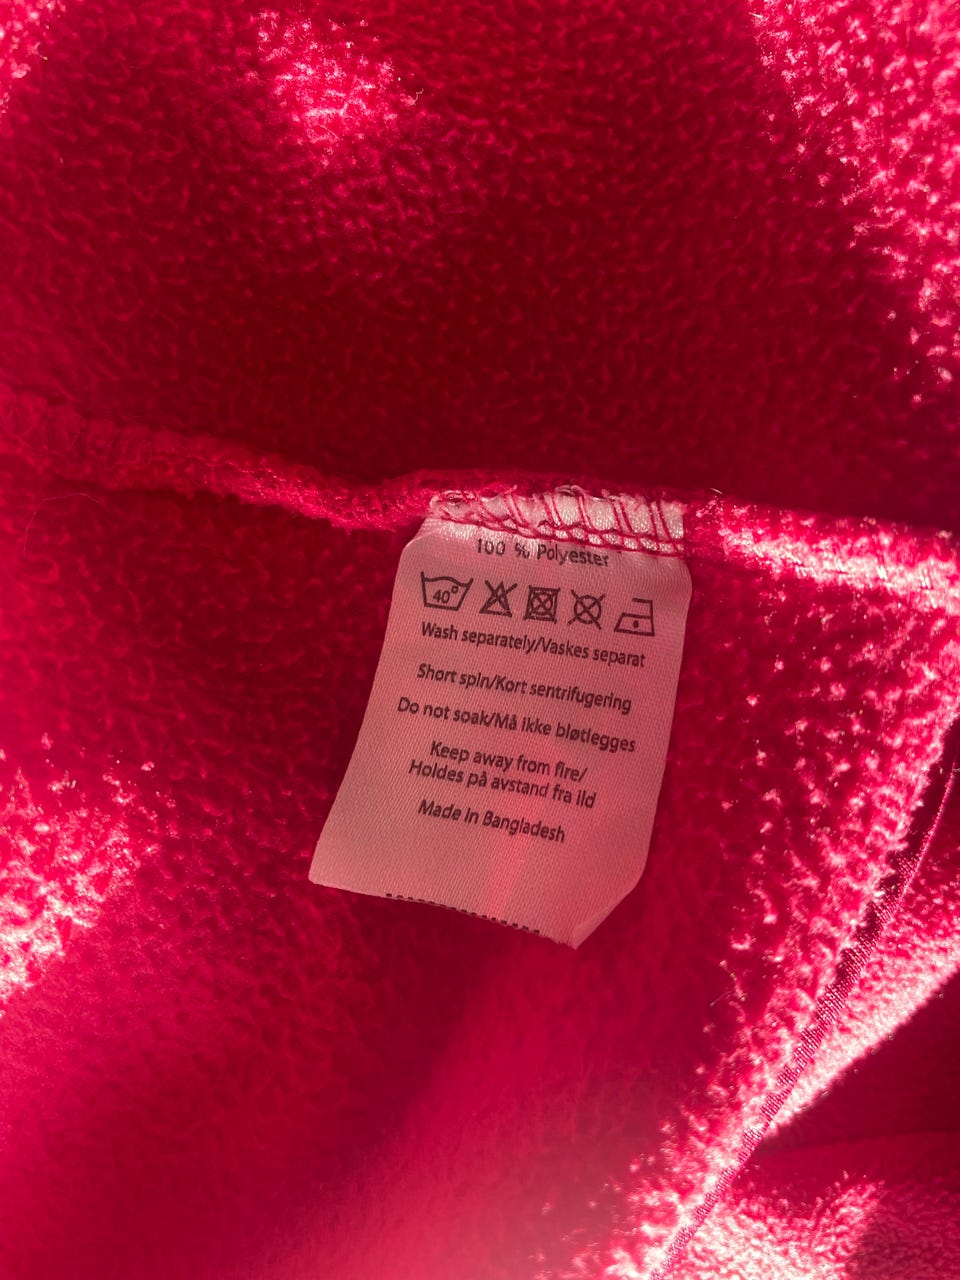 100 % Polyester
40°
Wash separately/Vaskes separat
Short spin/Kort sentrifugering
Do not soak/Må ikke bløtlegges
Keep away from fire/
Holdes på avstand fra ild
Made in Bangladesh